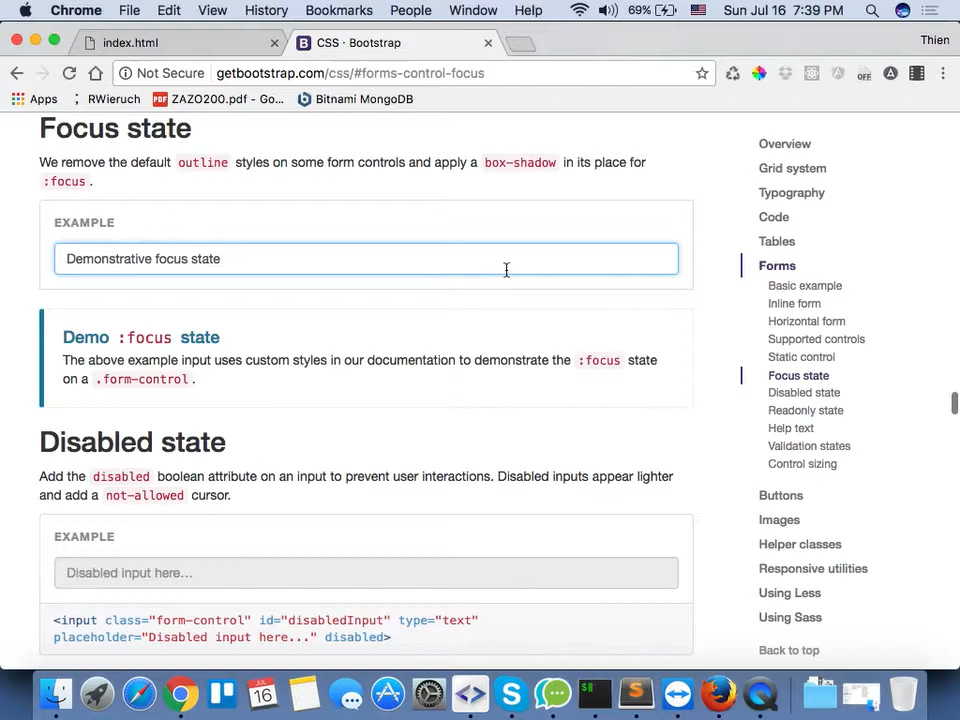 Chrome File Edit View History Bookmarks People Window Help 69% Sun Jul 16 7:39 PM
index.html
CSS · Bootstrap
Thien
Not Secure getbootstrap.com/css/#forms-control-focus
OFF
Apps RWieruch ZAZO200.pdf - Go... Bitnami MongoDB
Focus state
We remove the default outline styles on some form controls and apply a box-shadow in its place for
:focus .
EXAMPLE
Demonstrative focus state
Demo :focus state
The above example input uses custom styles in our documentation to demonstrate the :focus state
on a .form-control .
Disabled state
Add the disabled boolean attribute on an input to prevent user interactions. Disabled inputs appear lighter
and add a not-allowed cursor.
EXAMPLE
Disabled input here...
<input class="form-control" id="disabledInput" type="text"
placeholder="Disabled input here..." disabled>
Overview
Grid system
Typography
Code
Tables
Forms
Basic example
Inline form
Horizontal form
Supported controls
Static control
Focus state
Disabled state
Readonly state
Help text
Validation states
Control sizing
Buttons
Images
Helper classes
Responsive utilities
Using Less
Using Sass
Back to top
JUL
16